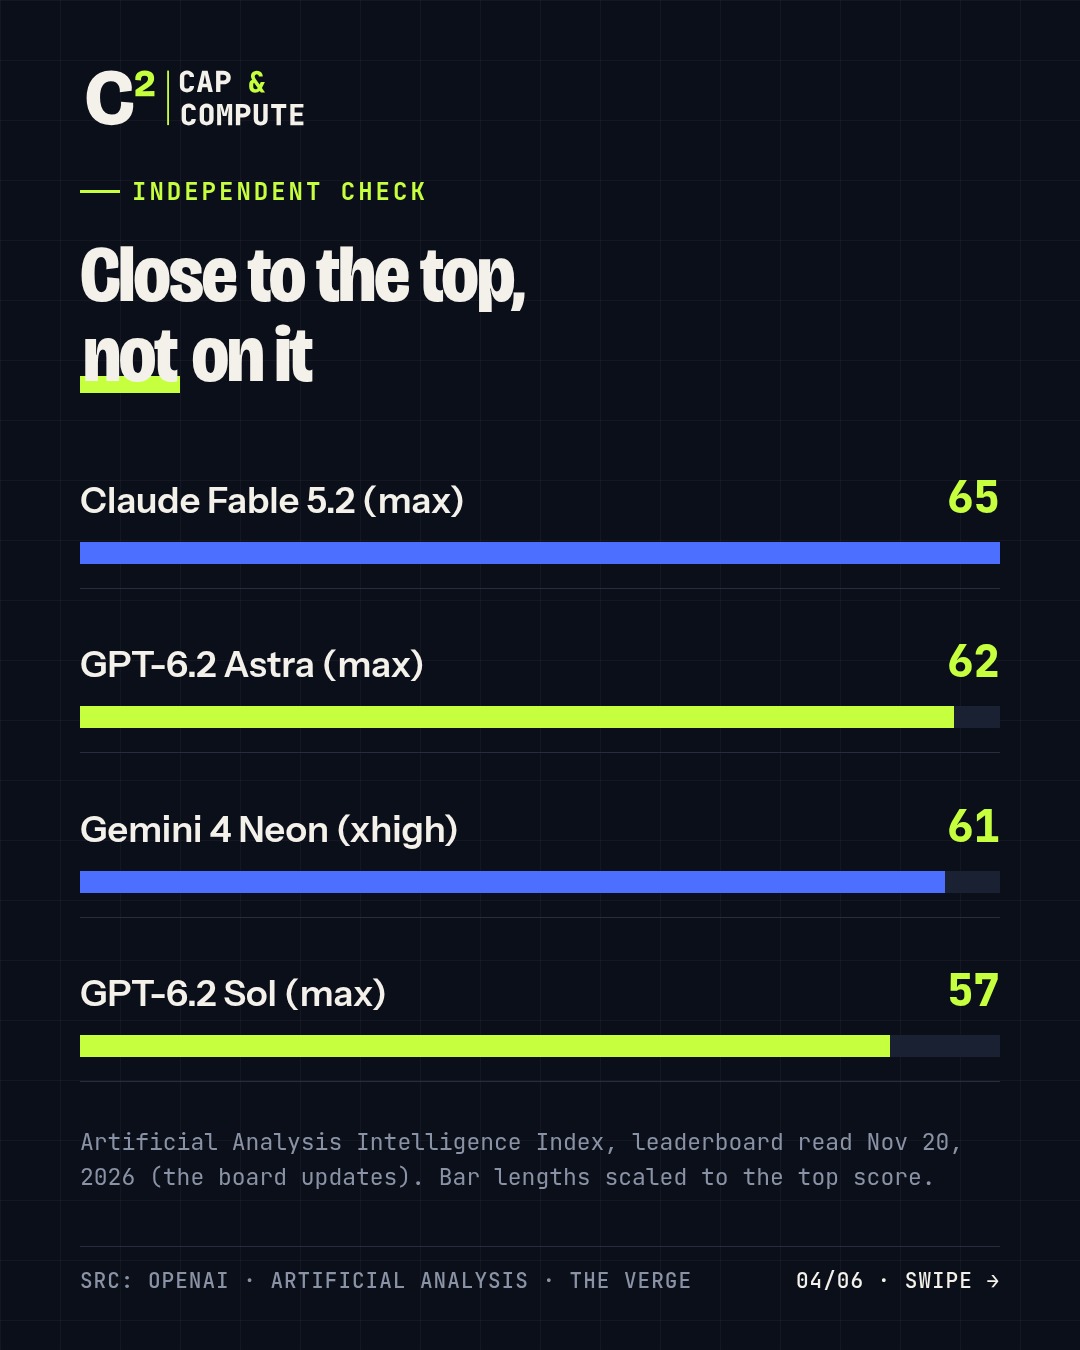 C² CAP &
COMPUTE
INDEPENDENT CHECK
Close to the top,
not on it
Claude Fable 5.2 (max) 65
GPT-6.2 Astra (max) 62
Gemini 4 Neon (xhigh) 61
GPT-6.2 Sol (max) 57
Artificial Analysis Intelligence Index, leaderboard read Nov 20,
2026 (the board updates). Bar lengths scaled to the top score.
SRC: OPENAI · ARTIFICIAL ANALYSIS · THE VERGE 04/06 · SWIPE →